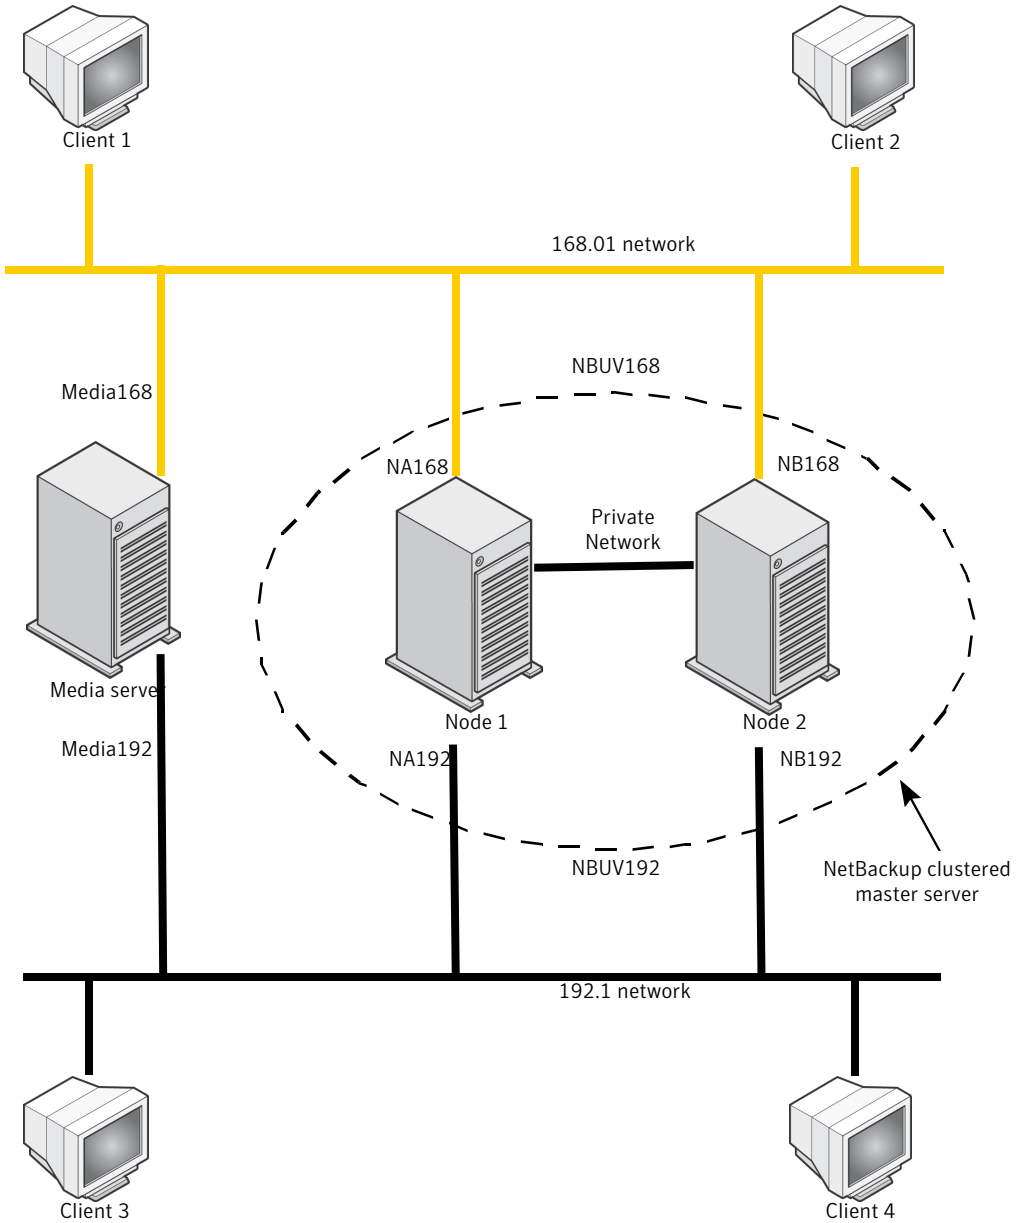 Client 1
Client 2
168.01 network
NBUV168
Media168
NA168
NB168
Private
Network
Media server
Node 1
Node 2
Media192
NA192
NB192
NBUV192
NetBackup clustered
master server
192.1 network
Client 3
Client 4